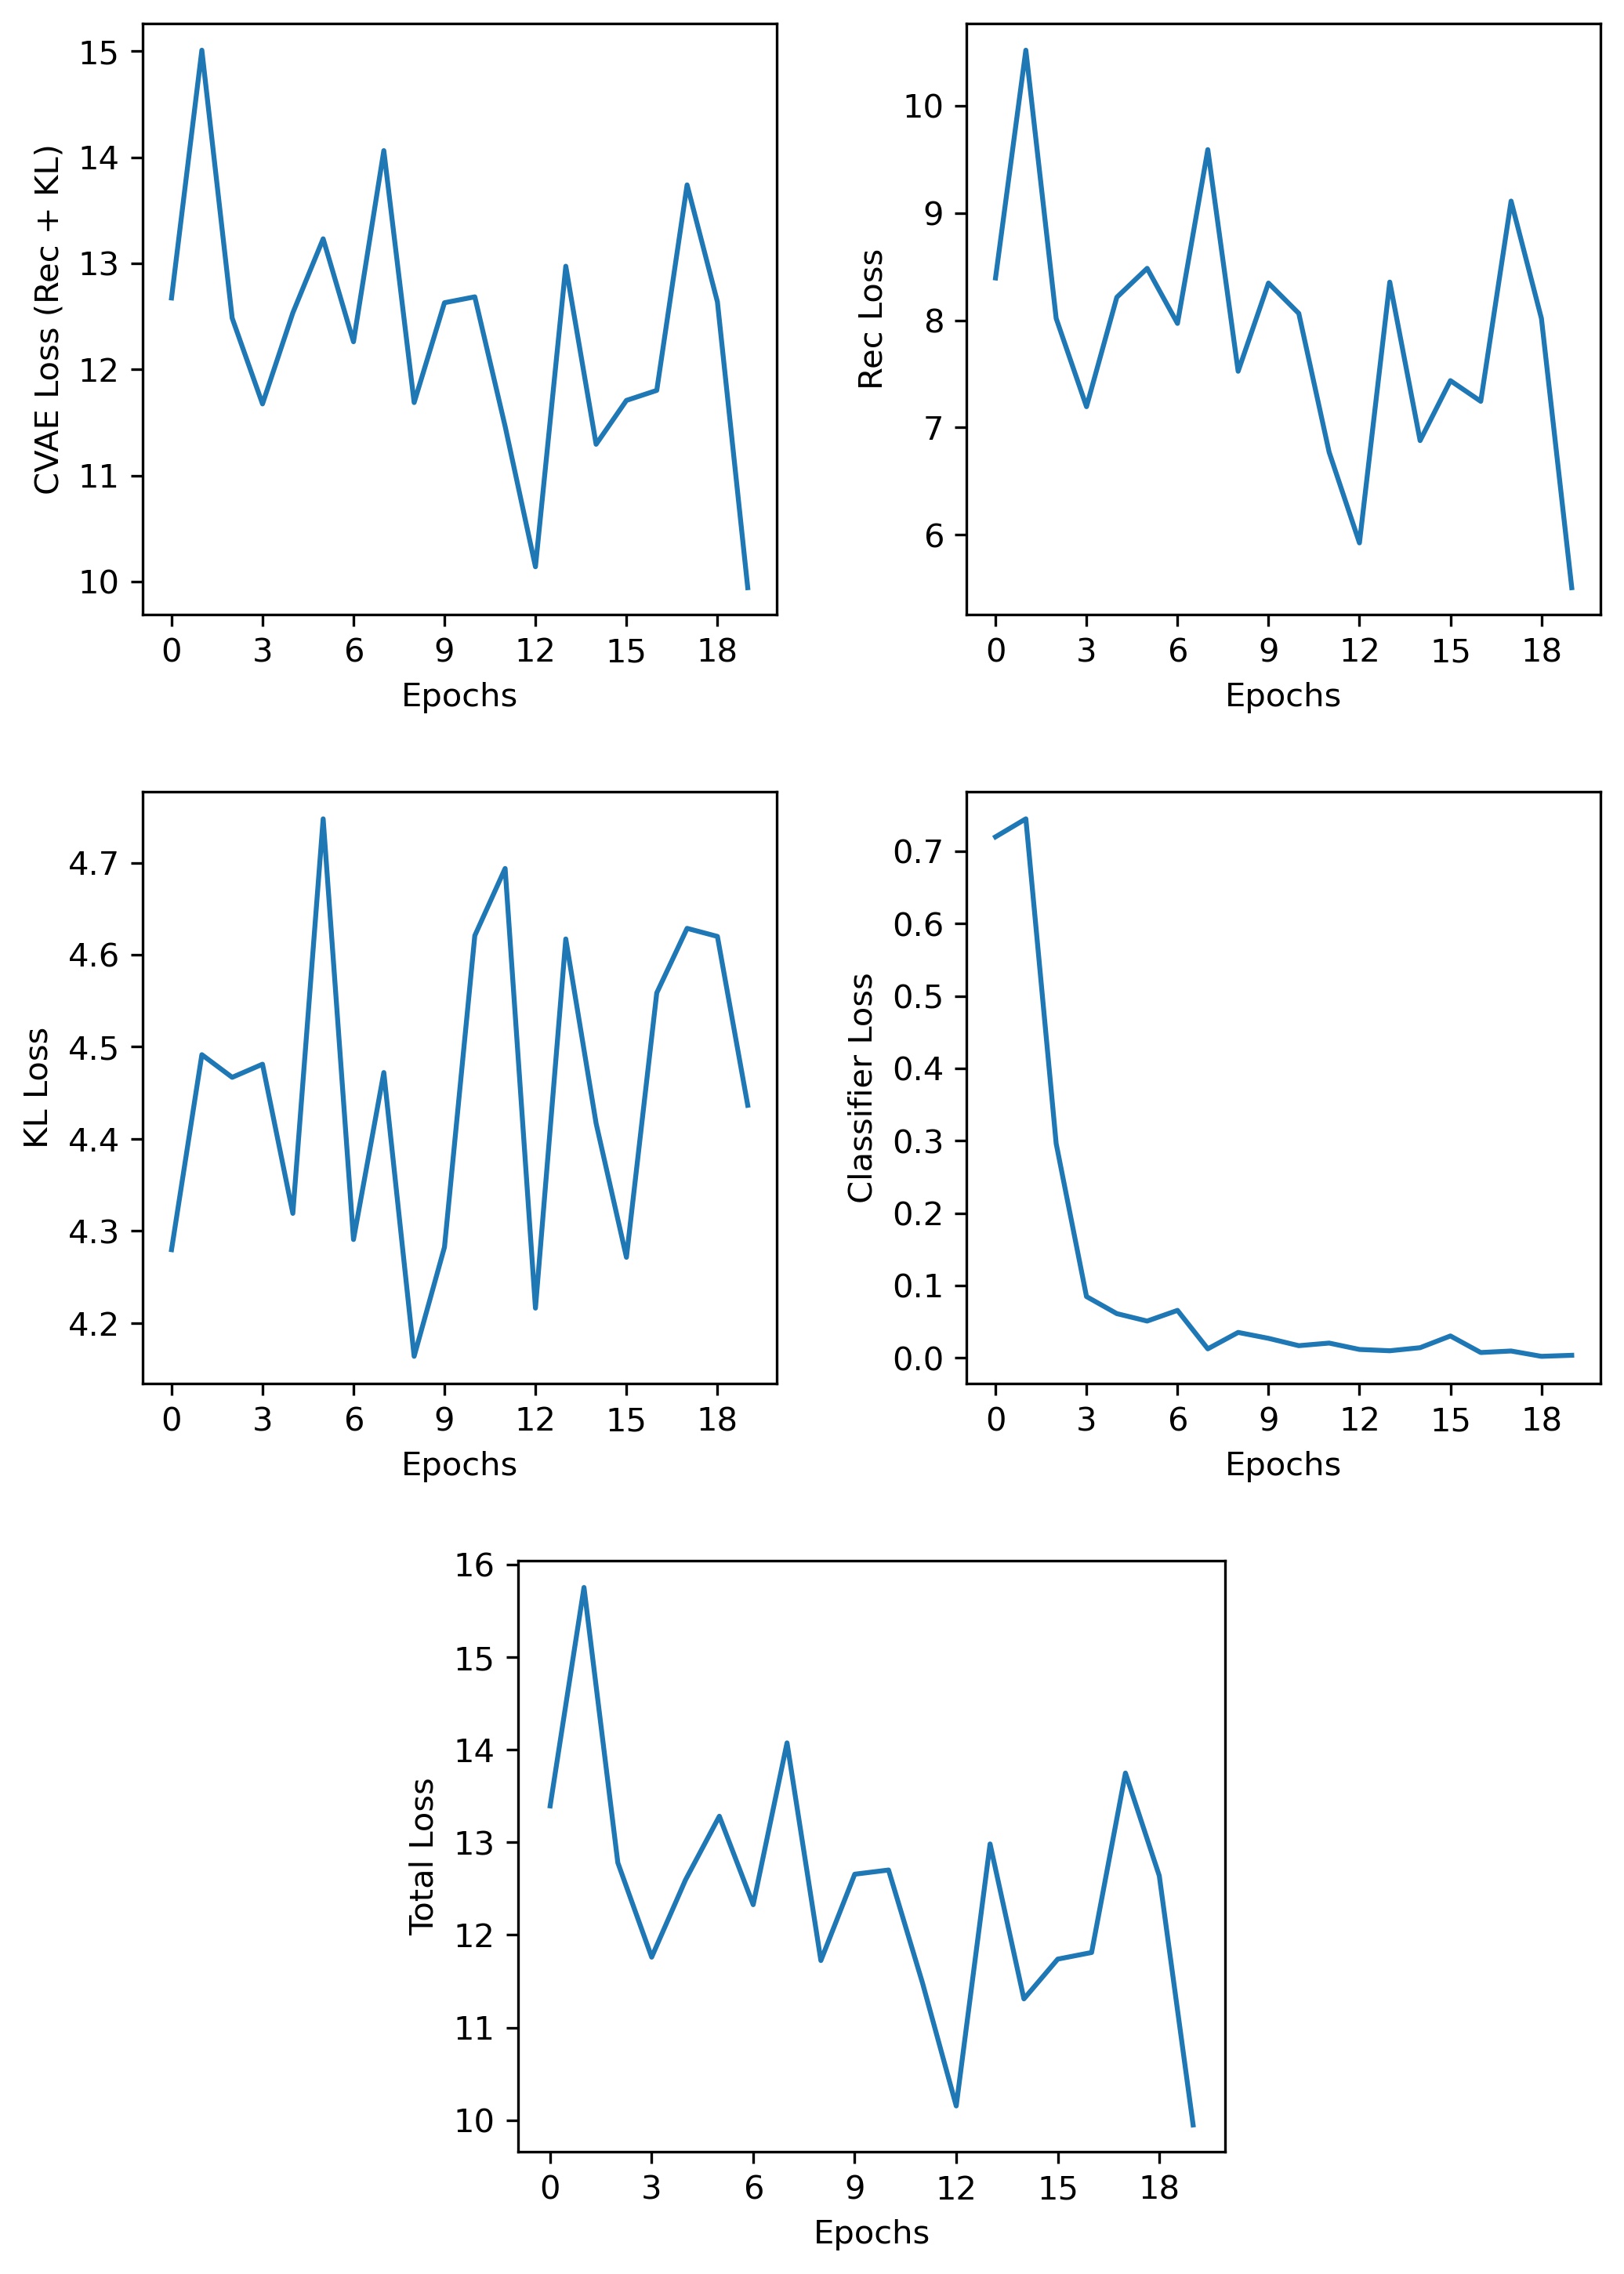 15
14
13
12
11
10
CVAE Loss (Rec + KL)
0 3 6 9 12 15 18
Epochs
10
9
8
7
6
Rec Loss
0 3 6 9 12 15 18
Epochs
4.7
4.6
4.5
4.4
4.3
4.2
KL Loss
0 3 6 9 12 15 18
Epochs
0.7
0.6
0.5
0.4
0.3
0.2
0.1
0.0
Classifier Loss
0 3 6 9 12 15 18
Epochs
16
15
14
13
12
11
10
Total Loss
0 3 6 9 12 15 18
Epochs